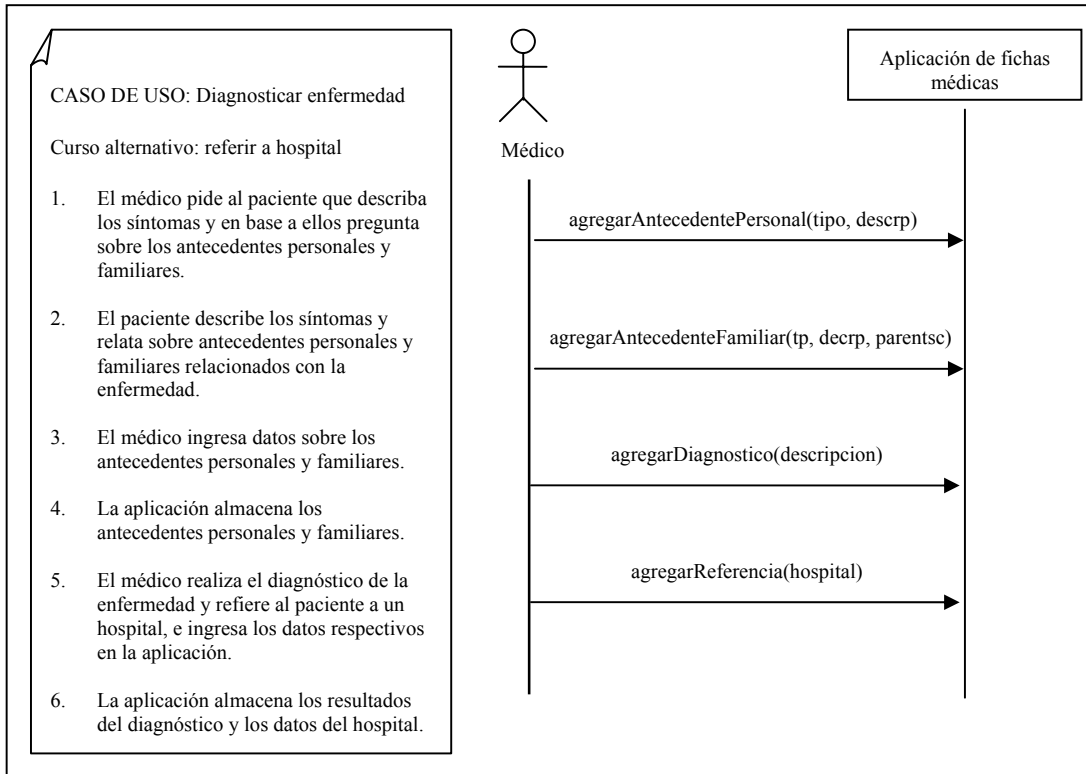 CASO DE USO: Diagnosticar enfermedad
Curso alternativo: referir a hospital
1. El médico pide al paciente que describa
los síntomas y en base a ellos pregunta
sobre los antecedentes personales y
familiares.
2. El paciente describe los síntomas y
relata sobre antecedentes personales y
familiares relacionados con la
enfermedad.
3. El médico ingresa datos sobre los
antecedentes personales y familiares.
4. La aplicación almacena los
antecedentes personales y familiares.
5. El médico realiza el diagnóstico de la
enfermedad y refiere al paciente a un
hospital, e ingresa los datos respectivos
en la aplicación.
6. La aplicación almacena los resultados
del diagnóstico y los datos del hospital.
Médico
Aplicación de fichas
médicas
agregarAntecedentePersonal(tipo, descrp)
agregarAntecedenteFamiliar(tp, decrp, parentsc)
agregarDiagnostico(descripcion)
agregarReferencia(hospital)